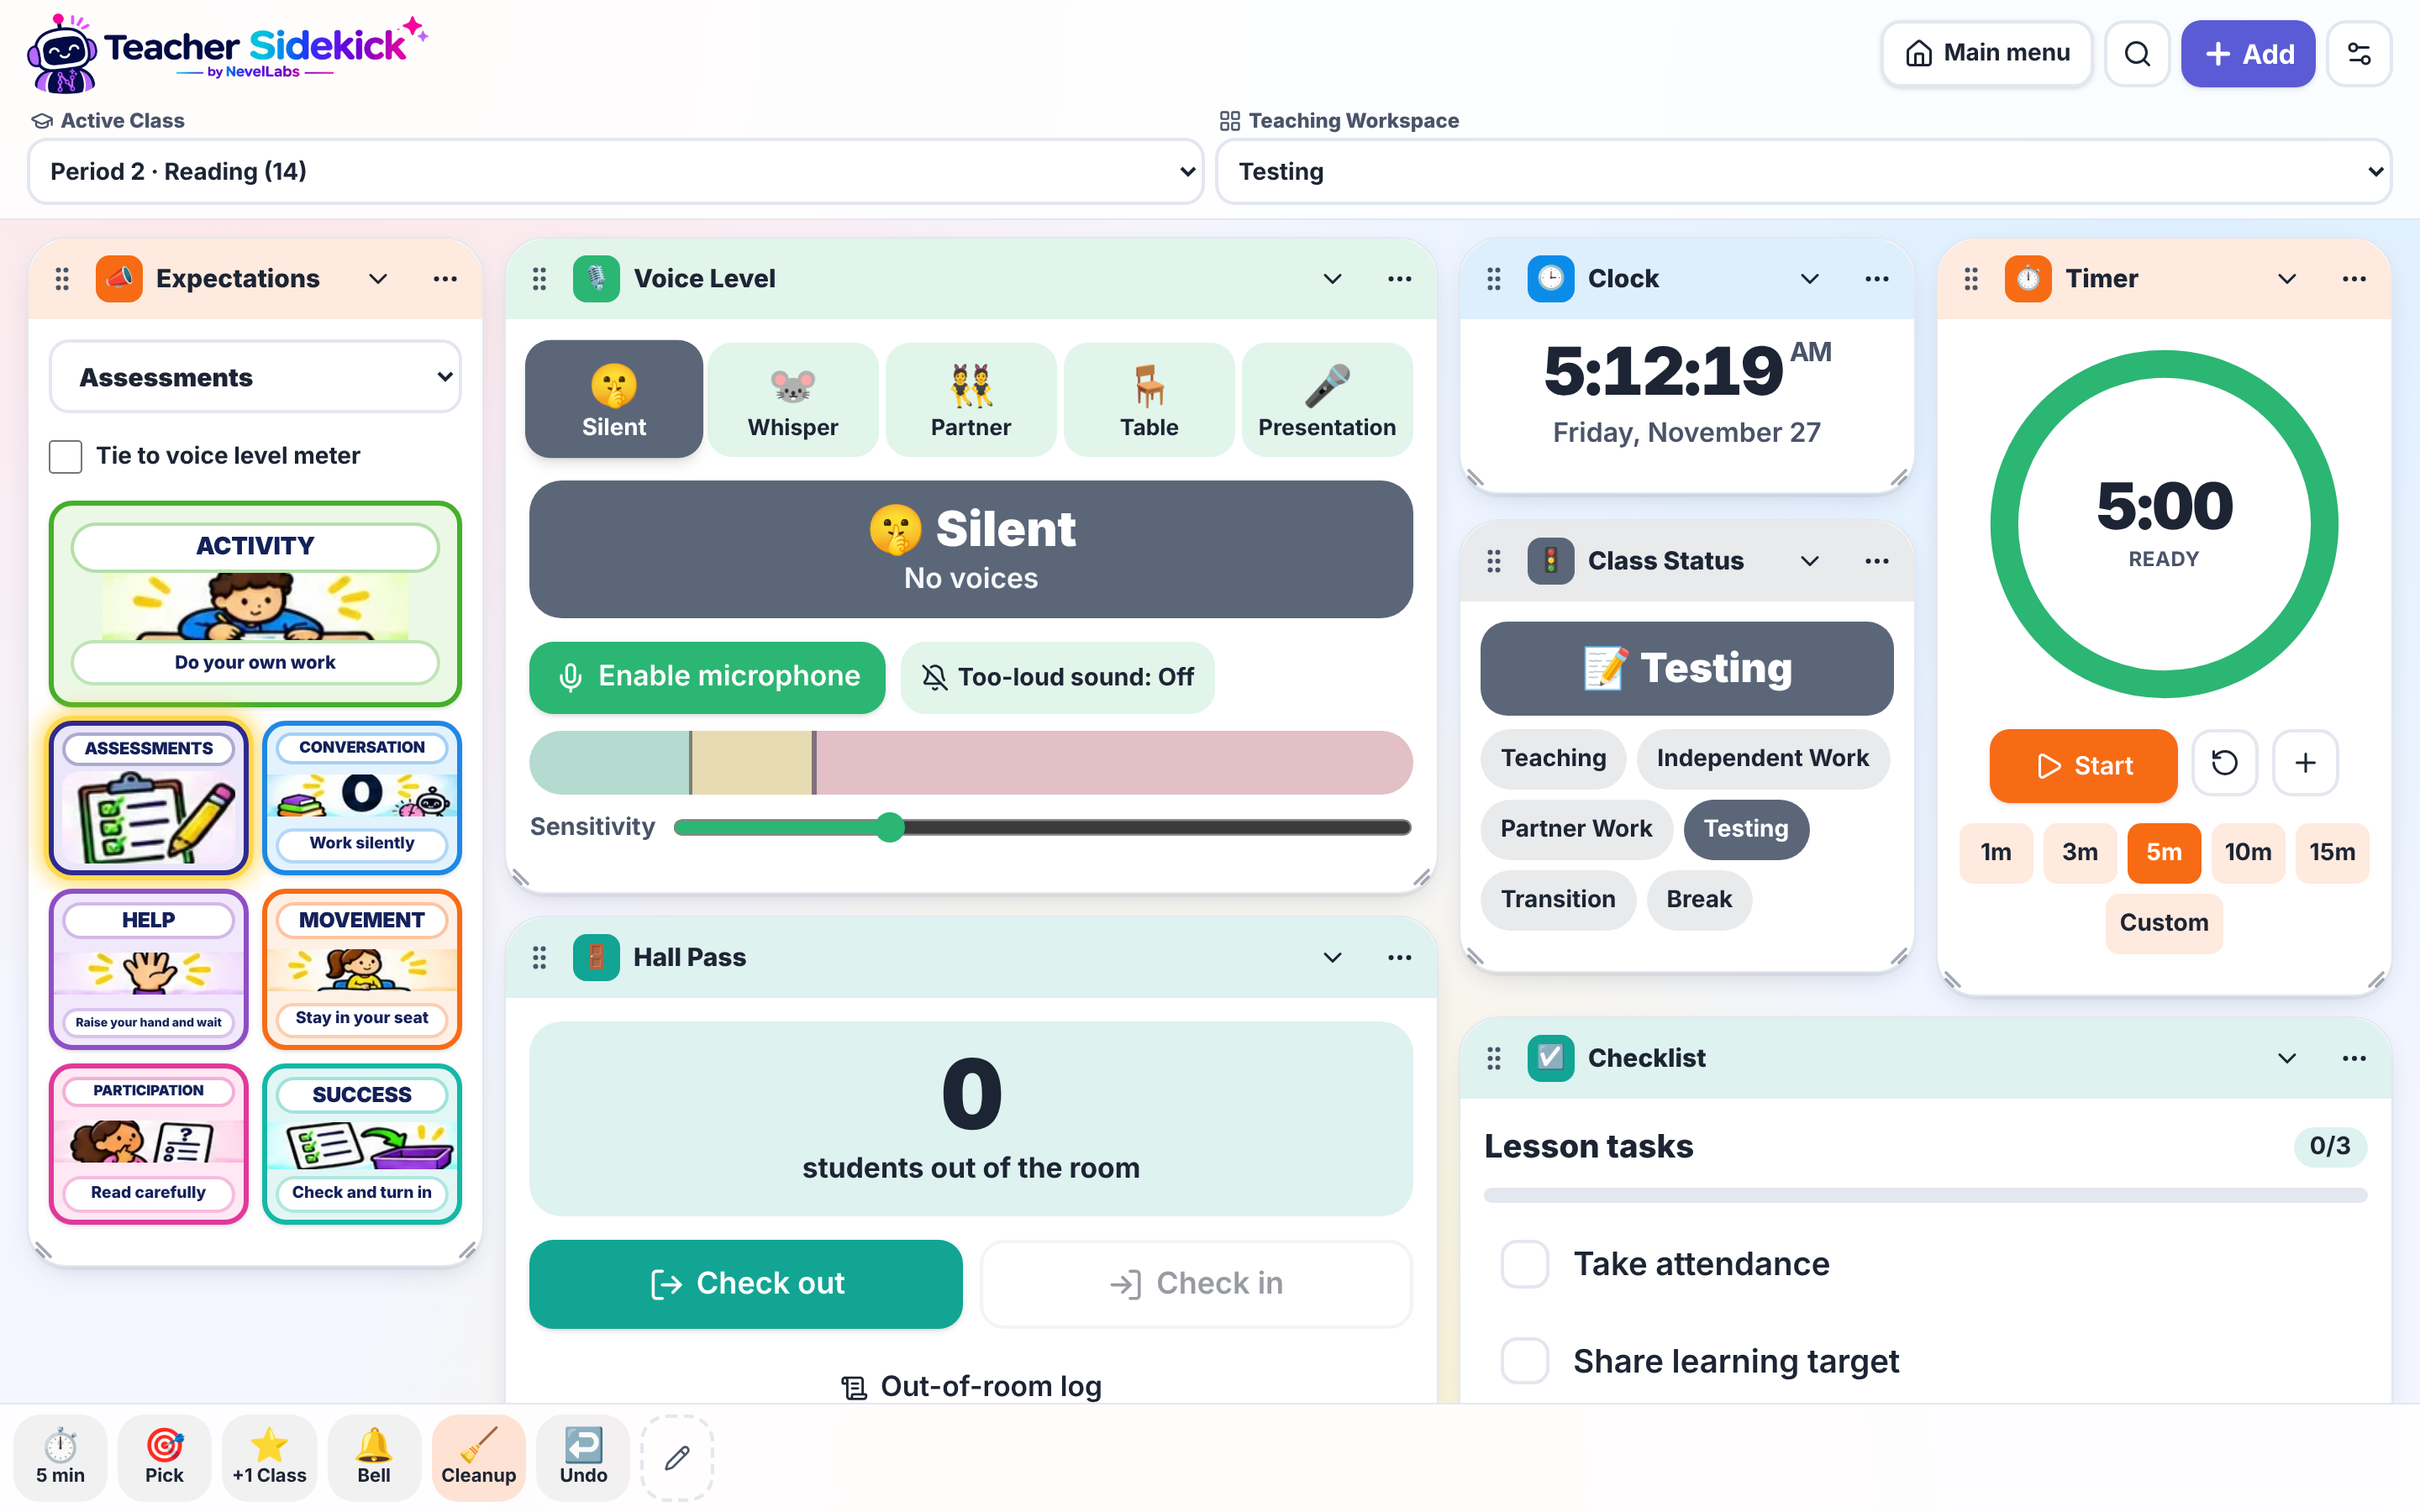 Teacher Sidekick
by NevelLabs
Main menu
Add
Active Class
Period 2 · Reading (14)
Teaching Workspace
Testing
Expectations
Assessments
Tie to voice level meter
ACTIVITY
Do your own work
ASSESSMENTS
CONVERSATION
0
Work silently
HELP
Raise your hand and wait
MOVEMENT
Stay in your seat
PARTICIPATION
?
Read carefully
SUCCESS
Check and turn in
Voice Level
Silent
Whisper
Partner
Table
Presentation
Silent
No voices
Enable microphone
Too-loud sound: Off
Sensitivity
Hall Pass
0
students out of the room
Check out
Check in
Out-of-room log
Clock
5:12:19 AM
Friday, November 27
Class Status
Testing
Teaching
Independent Work
Partner Work
Testing
Transition
Break
Timer
5:00
READY
Start
1m
3m
5m
10m
15m
Custom
Checklist
Lesson tasks
0/3
Take attendance
Share learning target
5 min
Pick
+1 Class
Bell
Cleanup
Undo